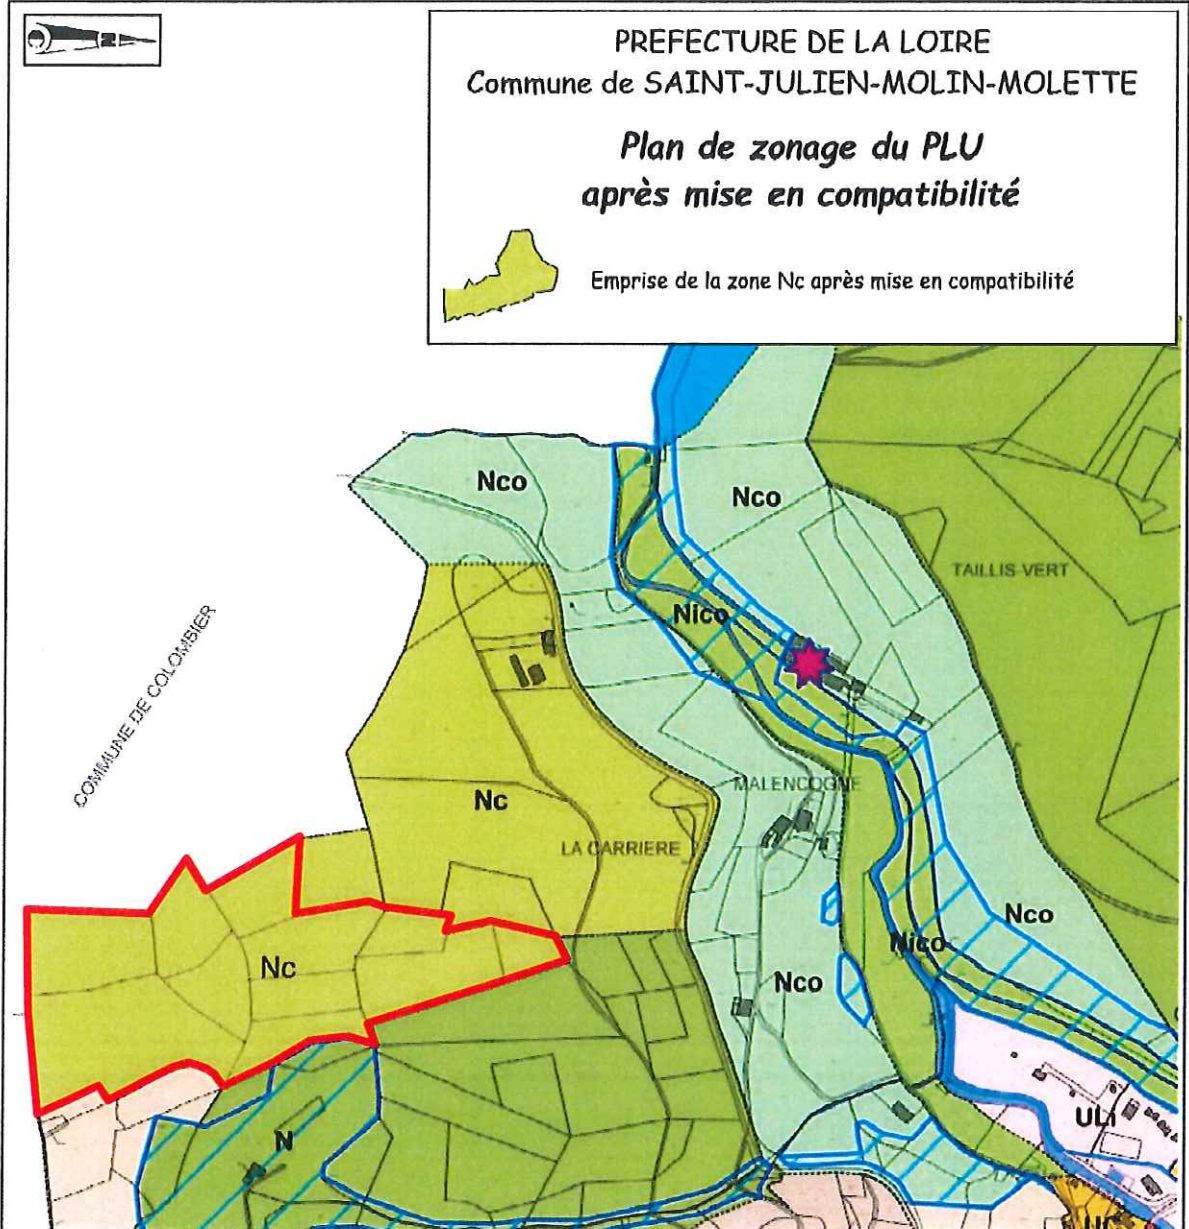 N
PREFECTURE DE LA LOIRE
Commune de SAINT-JULIEN-MOLIN-MOLETTE
Plan de zonage du PLU
après mise en compatibilité
Emprise de la zone Nc après mise en compatibilité
Nco
Nco
TAILLIS-VERT
Nico
COMMUNE DE COLOMBIER
MALENCOGNE
Nc
LA CARRIERE
Nco
Nico
Nc
Nco
ULi
N